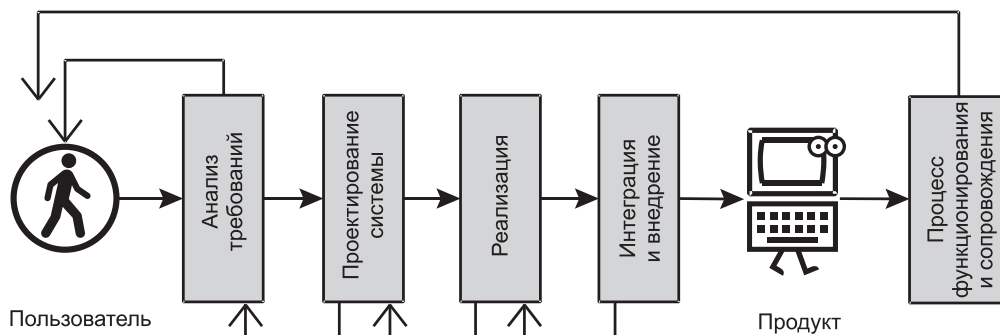 Анализ
требований
Проектирование
системы
Реализация
Интеграция
и внедрение
Процесс
функционирования
и сопровождения
Пользователь
Продукт